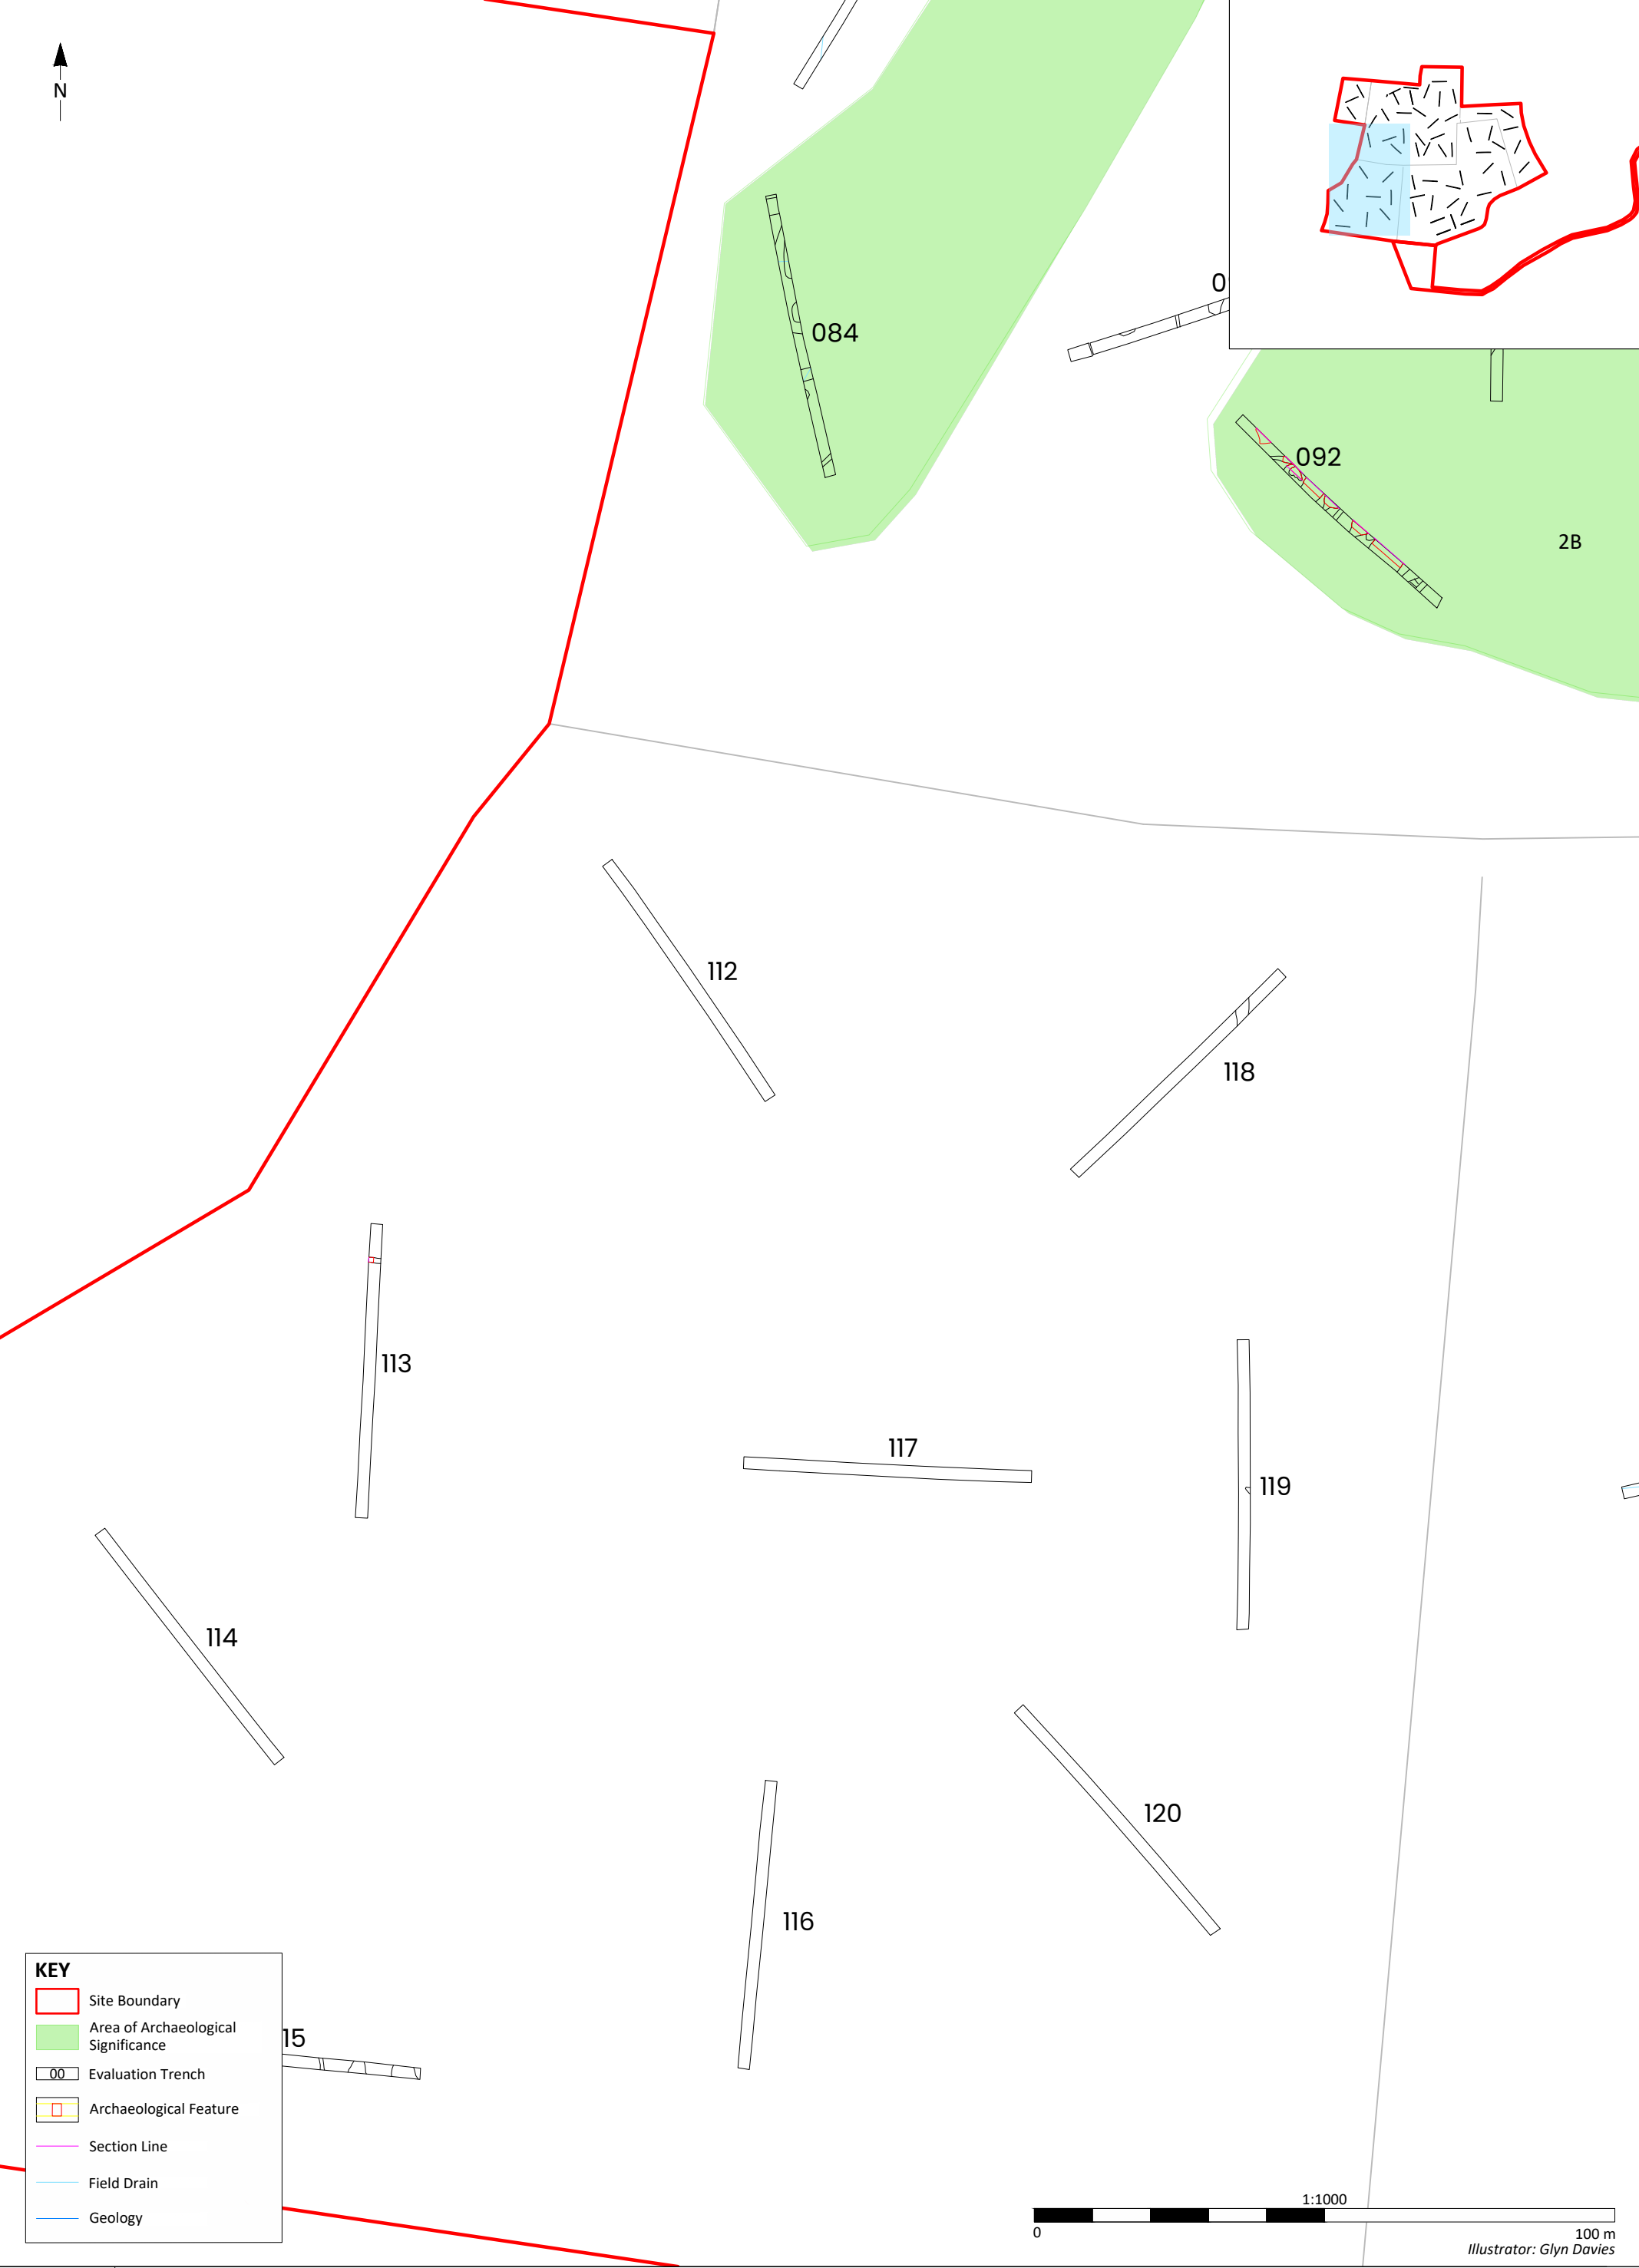 N
084
0
092
2B
112
118
113
117
119
114
120
116
15
KEY
Site Boundary
Area of Archaeological
Significance
00 Evaluation Trench
Archaeological Feature
Section Line
Field Drain
Geology
1:1000
0 100 m
Illustrator: Glyn Davies